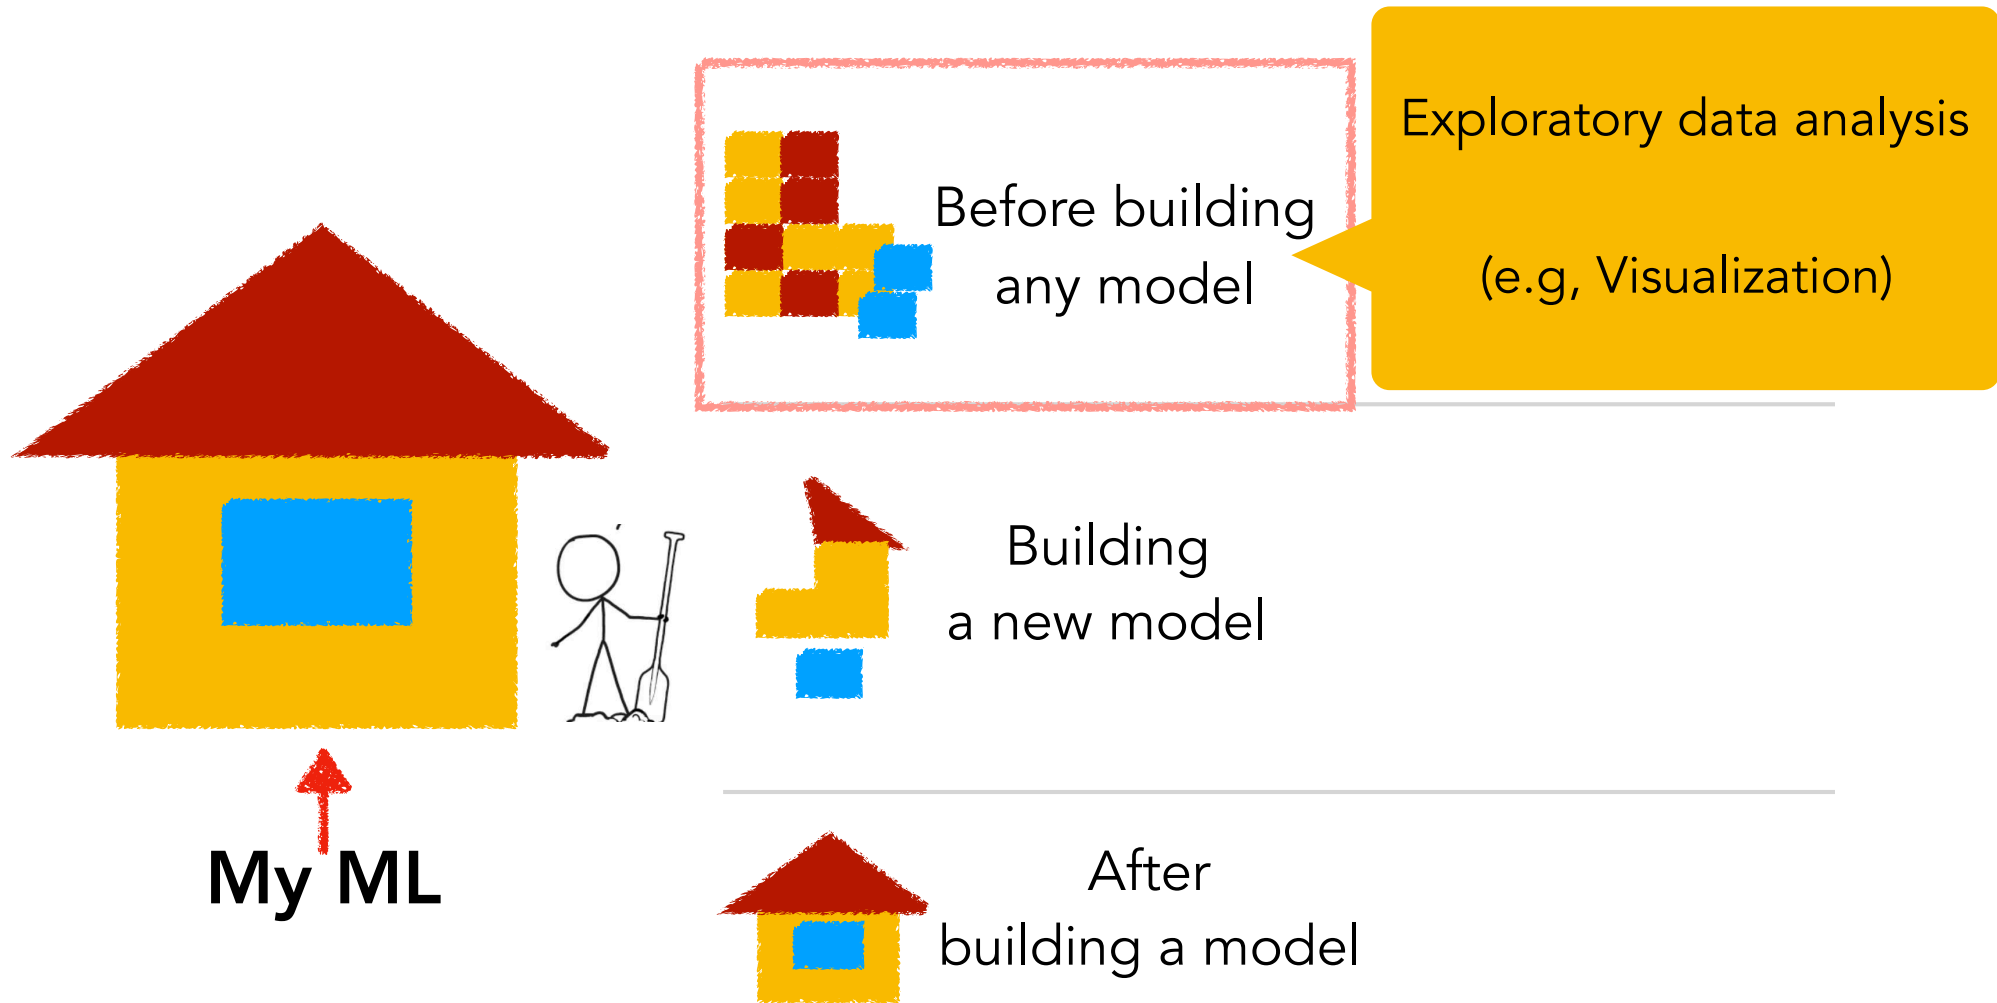 Before building
any model
Exploratory data analysis
(e.g, Visualization)
Building
a new model
My ML
After
building a model